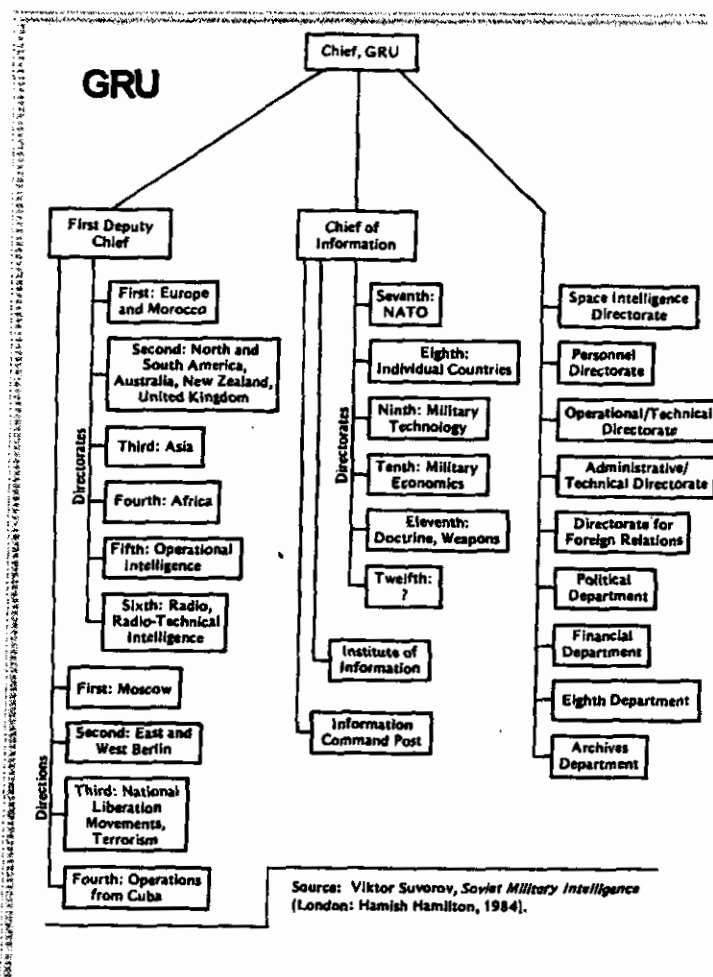 Chief, GRU
GRU
First Deputy
Chief
Directorates
First: Europe
and Morocco
Second: North and
South America,
Australia, New Zealand,
United Kingdom
Third: Asia
Fourth: Africa
Fifth: Operational
Intelligence
Sixth: Radio,
Radio-Technical
Intelligence
Directions
First: Moscow
Second: East and
West Berlin
Third: National
Liberation
Movements,
Terrorism
Fourth: Operations
from Cuba
Chief of
Information
Directorates
Seventh:
NATO
Eighth:
Individual Countries
Ninth: Military
Technology
Tenth: Military
Economics
Eleventh:
Doctrine, Weapons
Twelfth:
?
Institute of
Information
Information
Command Post
Space Intelligence
Directorate
Personnel
Directorate
Operational/Technical
Directorate
Administrative/
Technical Directorate
Directorate for
Foreign Relations
Political
Department
Financial
Department
Eighth Department
Archives
Department
Source: Viktor Suvorov, Soviet Military Intelligence
(London: Hamish Hamilton, 1984].